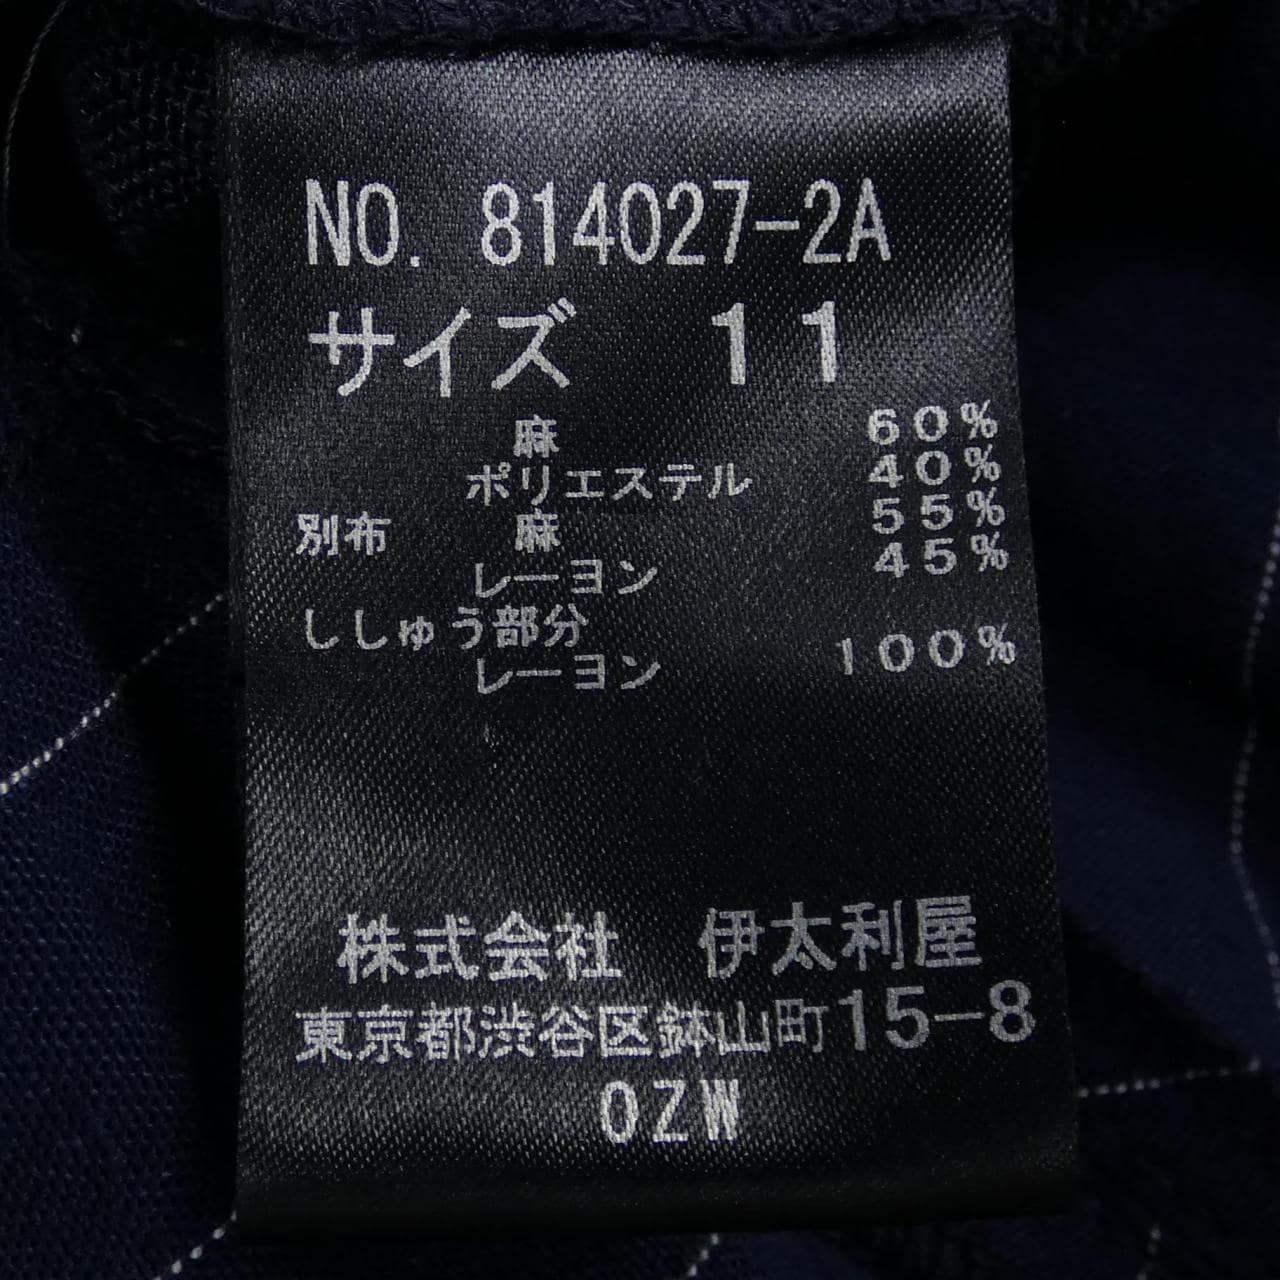 NO. 814027-2A
サイズ 11
麻 60%
ポリエステル 40%
別布 麻 55%
レーヨン 45%
ししゅう部分
レーヨン 100%
株式会社 伊太利屋
東京都渋谷区鉢山町15-8
OZW